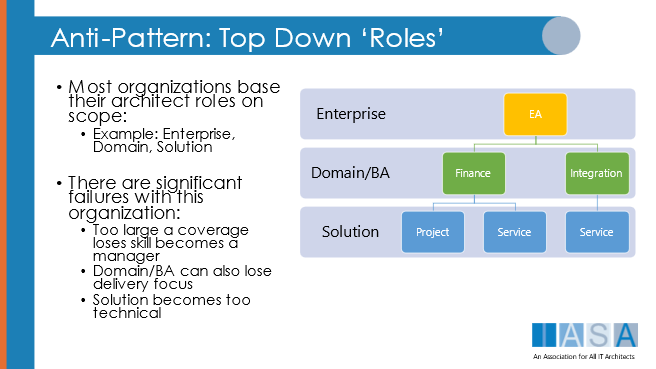 Anti-Pattern: Top Down ‘Roles’
• Most organizations base
their architect roles on
scope:
• Example: Enterprise,
Domain, Solution
• There are significant
failures with this
organization:
• Too large a coverage
loses skill becomes a
manager
• Domain/BA can also lose
delivery focus
• Solution becomes too
technical
Enterprise
EA
Domain/BA
Finance
Integration
Solution
Project
Service
Service
IASA
An Association for All IT Architects